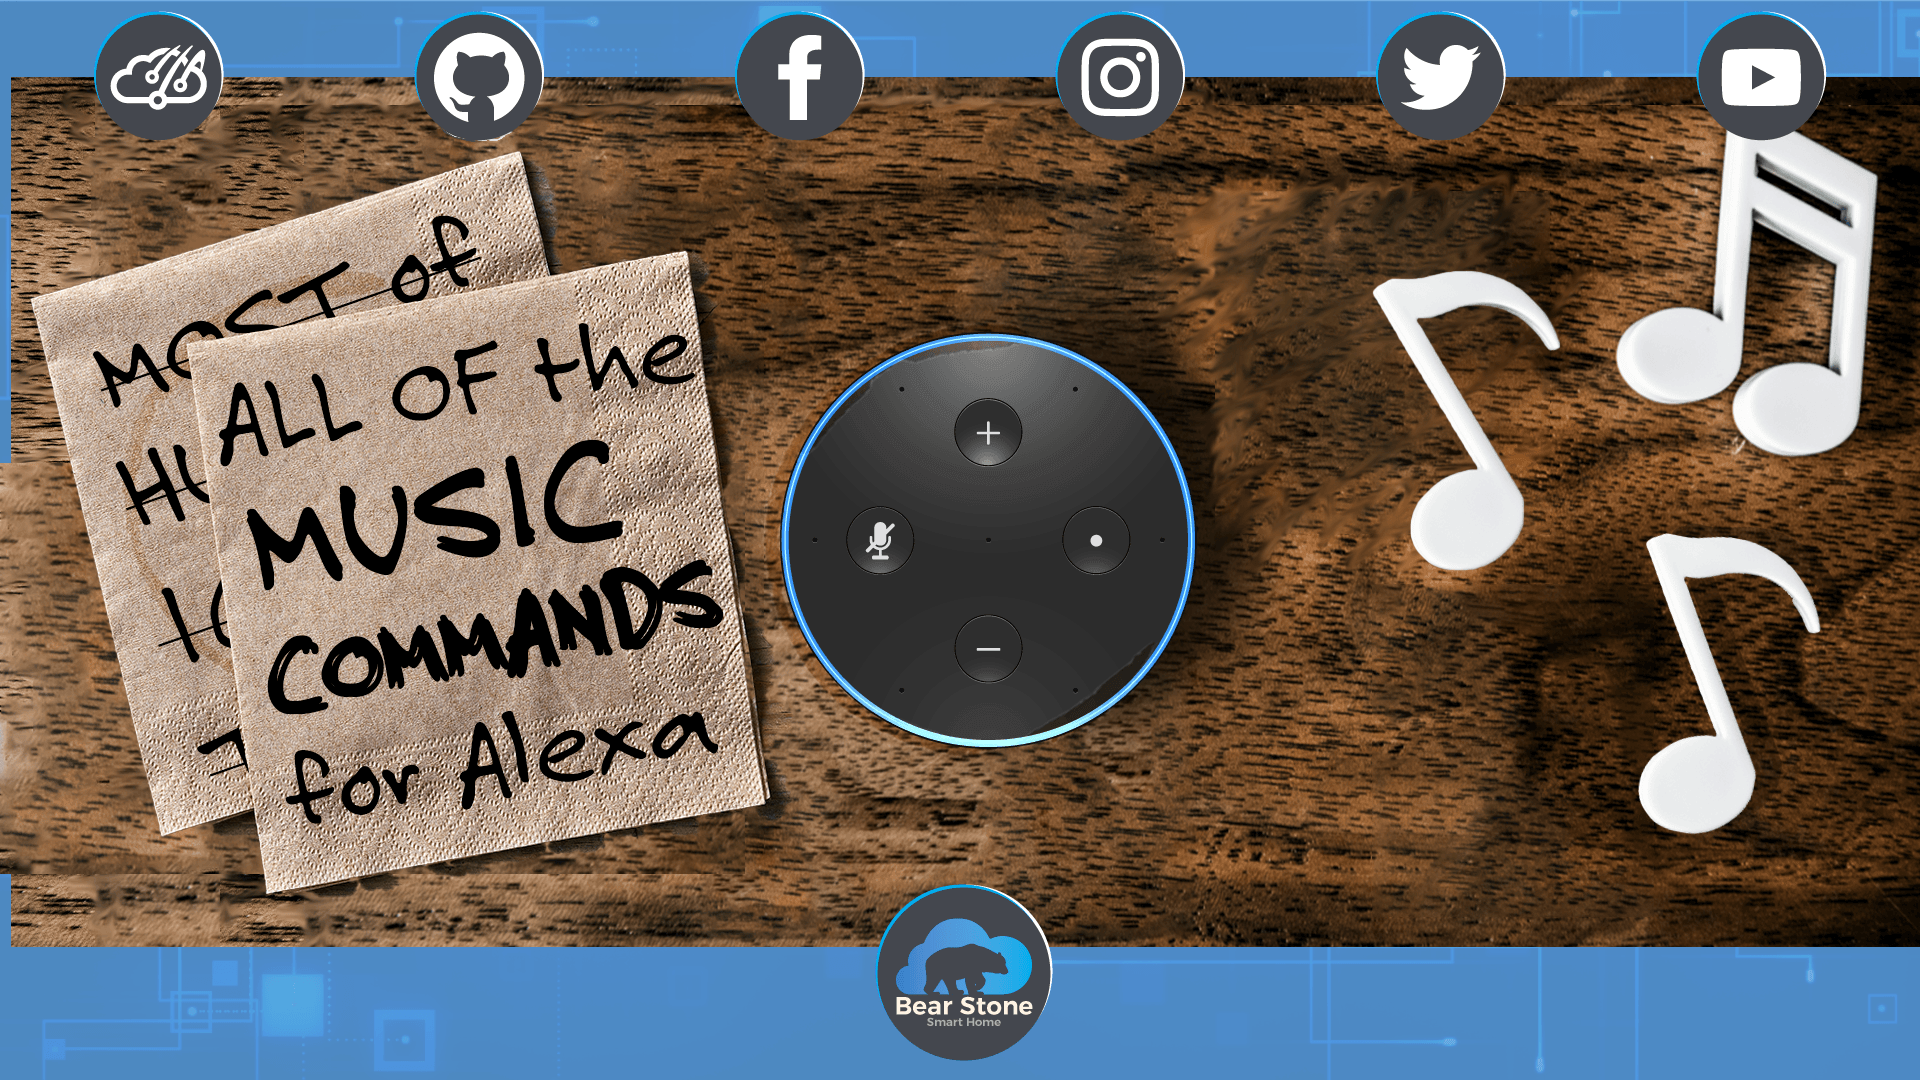 MOST of
ALL OF the
MUSIC
COMMANDS
for Alexa
Bear Stone
Smart Home